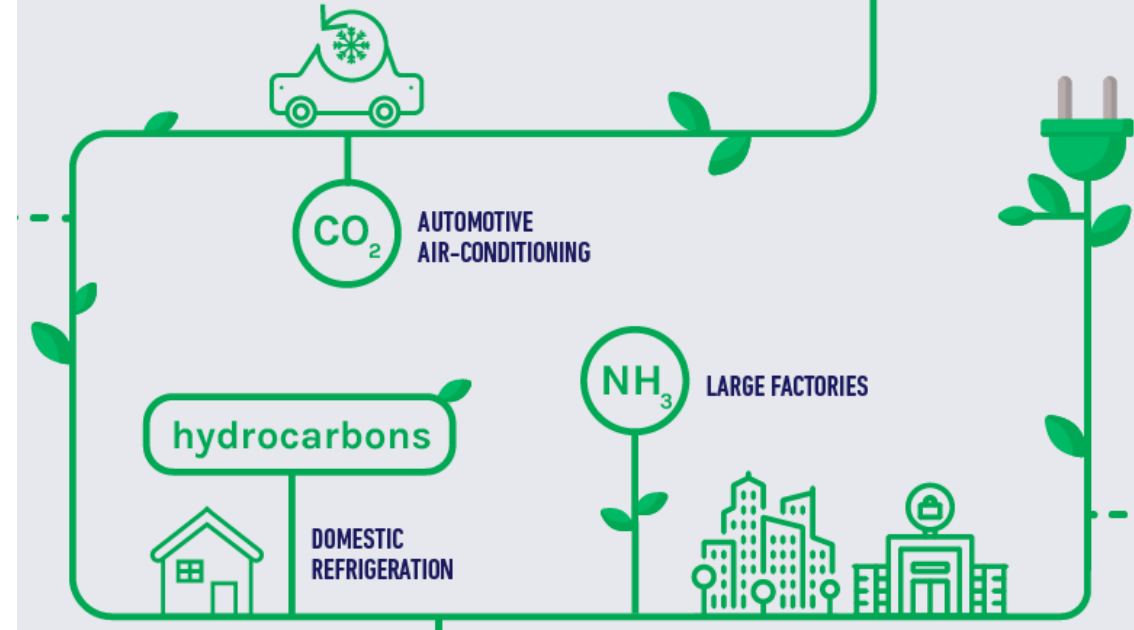 CO₂
AUTOMOTIVE
AIR-CONDITIONING
NH₃
LARGE FACTORIES
hydrocarbons
DOMESTIC
REFRIGERATION